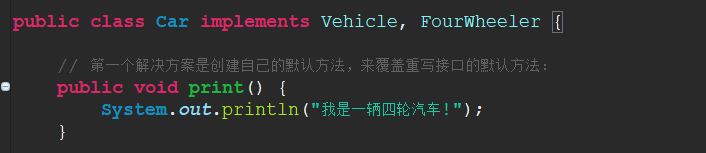 public class Car implements Vehicle, FourWheeler {
// 第一个解决方案是创建自己的默认方法，来覆盖重写接口的默认方法：
public void print() {
System.out.println("我是一辆四轮汽车!");
}